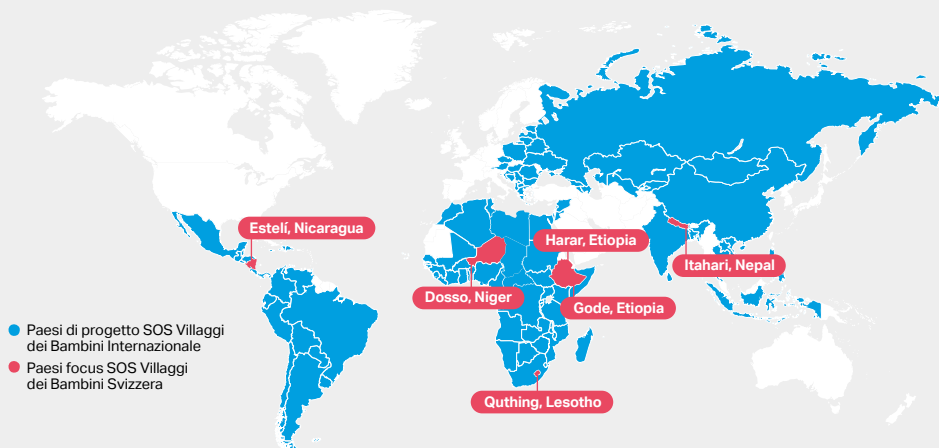 Estelí, Nicaragua
Harar, Etiopia
Itahari, Nepal
Dosso, Niger
Gode, Etiopia
Paesi di progetto SOS Villaggi
dei Bambini Internazionale
Paesi focus SOS Villaggi
dei Bambini Svizzera
Quthing, Lesotho